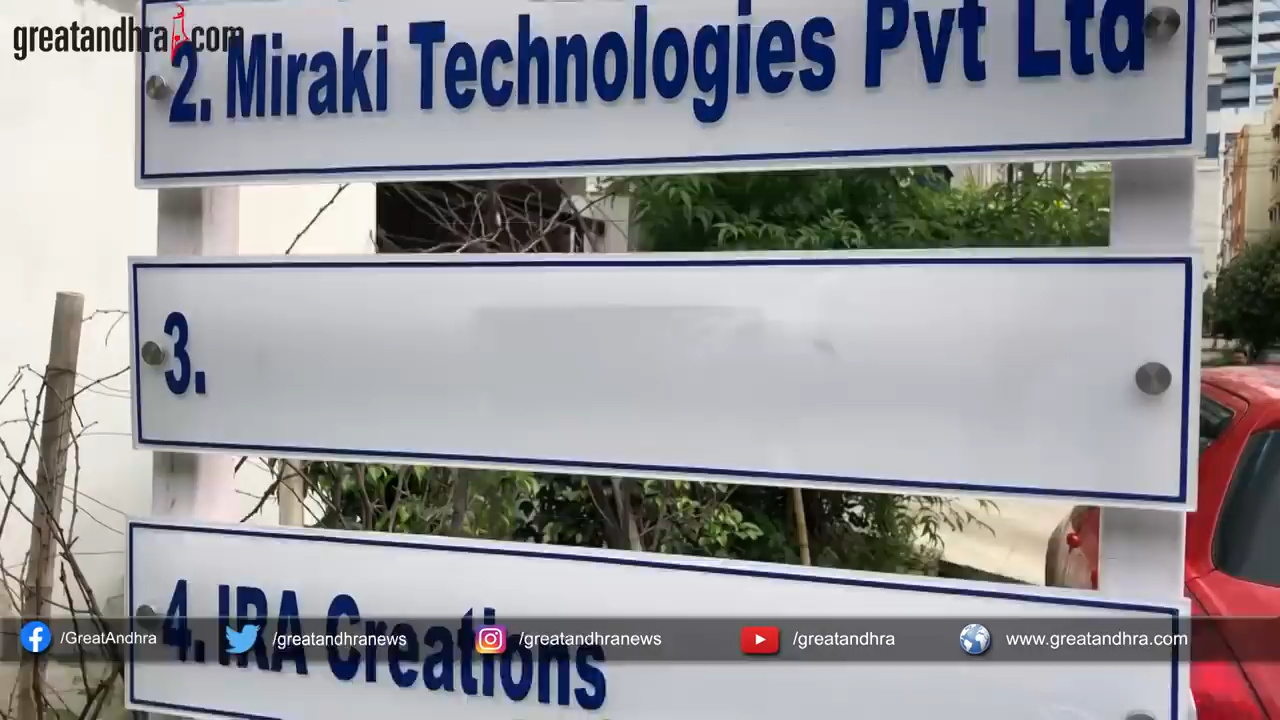 greatandhra.com
2. Miraki Technologies Pvt Ltd
3.
4. IRA Creations
/GreatAndhra /greatandhranews /greatandhranews /greatandhra www.greatandhra.com